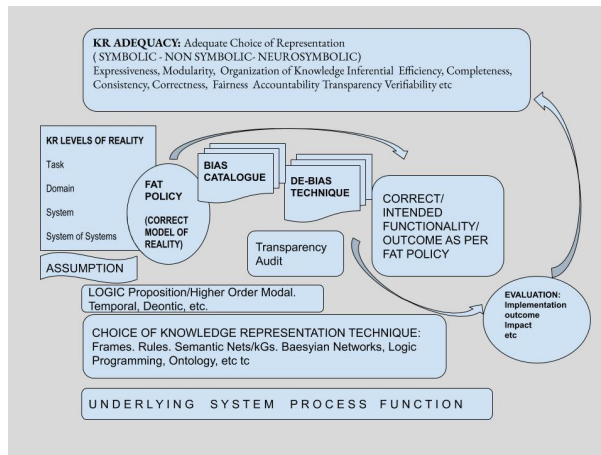 KR ADEQUACY: Adequate Choice of Representation
( SYMBOLIC - NON SYMBOLIC- NEUROSYMBOLIC)
Expressiveness, Modularity, Organization of Knowledge Inferential Efficiency, Completeness,
Consistency, Correctness, Fairness Accountability Transparency Verifiability etc
KR LEVELS OF REALITY
Task
Domain
System
System of Systems
FAT
POLICY
(CORRECT
MODEL OF
REALITY)
BIAS
CATALOGUE
DE-BIAS
TECHNIQUE
CORRECT/
INTENDED
FUNCTIONALITY/
OUTCOME AS PER
FAT POLICY
Transparency
Audit
ASSUMPTION
EVALUATION:
Implementation
outcome
Impact
etc
LOGIC Proposition/Higher Order Modal.
Temporal, Deontic, etc.
CHOICE OF KNOWLEDGE REPRESENTATION TECHNIQUE:
Frames. Rules. Semantic Nets/kGs. Baesyian Networks, Logic
Programming, Ontology, etc tc
UNDERLYING SYSTEM PROCESS FUNCTION